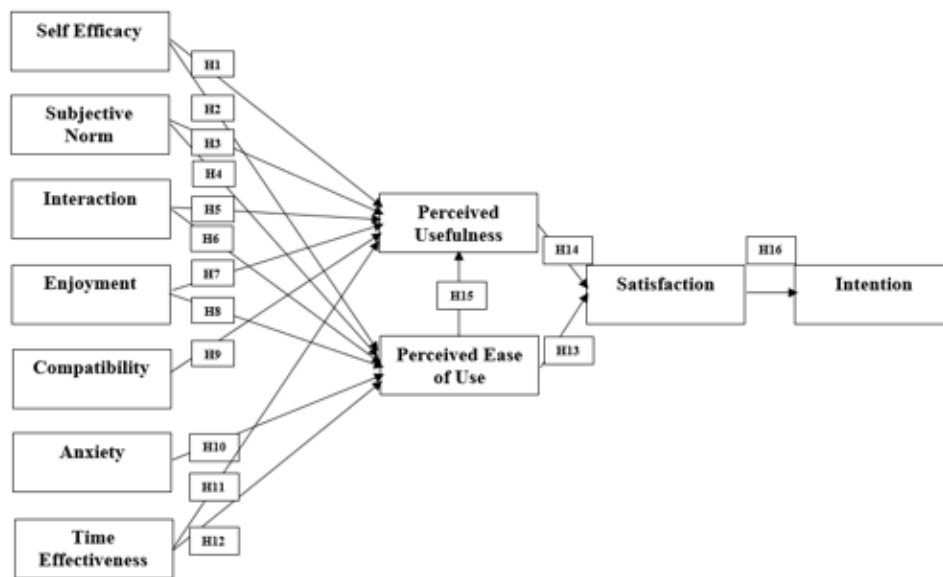 Self Efficacy
H1
H2
Subjective
Norm
H3
H4
Interaction
H5
H6
Perceived
Usefulness
H14
H16
Enjoyment
H7
H8
H15
Satisfaction
Intention
Compatibility
H9
Perceived Ease
of Use
H13
Anxiety
H10
H11
Time
Effectiveness
H12